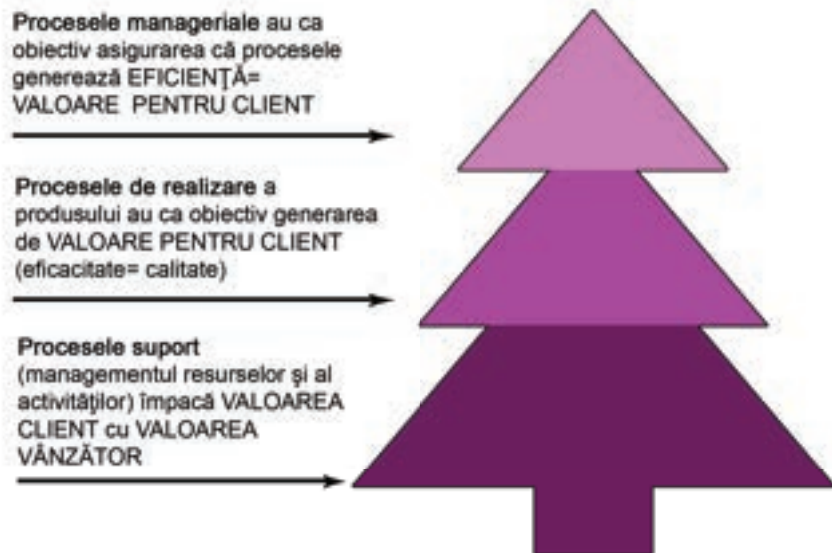 Procesele manageriale au ca
obiectiv asigurarea că procesele
generează EFICIENŢĂ=
VALOARE PENTRU CLIENT
Procesele de realizare a
produsului au ca obiectiv generarea
de VALOARE PENTRU CLIENT
(eficacitate= calitate)
Procesele suport
(managementul resurselor şi al
activităţilor) împacă VALOAREA
CLIENT cu VALOAREA
VÂNZĂTOR